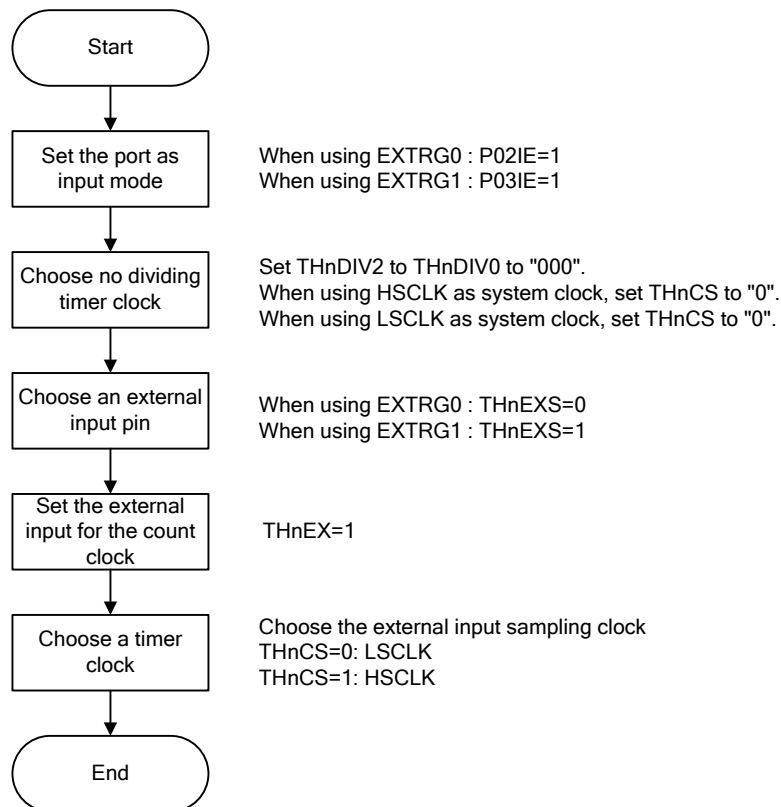 Start
Set the port as
input mode
When using EXTRG0 : P02IE=1
When using EXTRG1 : P03IE=1
Choose no dividing
timer clock
Set THnDIV2 to THnDIV0 to "000".
When using HSCLK as system clock, set THnCS to "0".
When using LSCLK as system clock, set THnCS to "0".
Choose an external
input pin
When using EXTRG0 : THnEXS=0
When using EXTRG1 : THnEXS=1
Set the external
input for the count
clock
THnEX=1
Choose a timer
clock
Choose the external input sampling clock
THnCS=0: LSCLK
THnCS=1: HSCLK
End